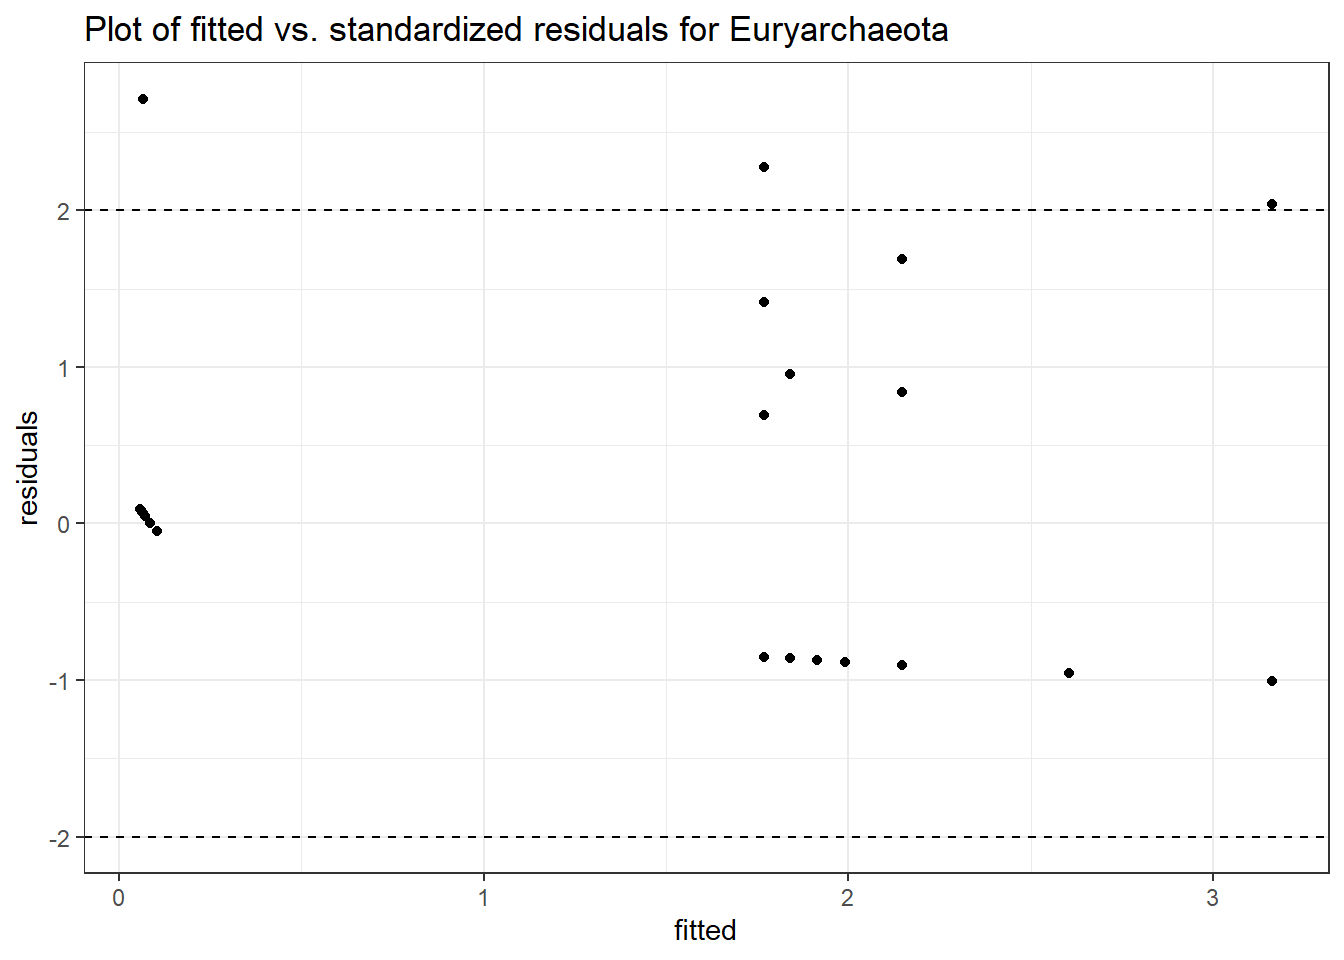 Plot of fitted vs. standardized residuals for Euryarchaeota
2
1
0
-1
-2
residuals
0 1 2 3
fitted